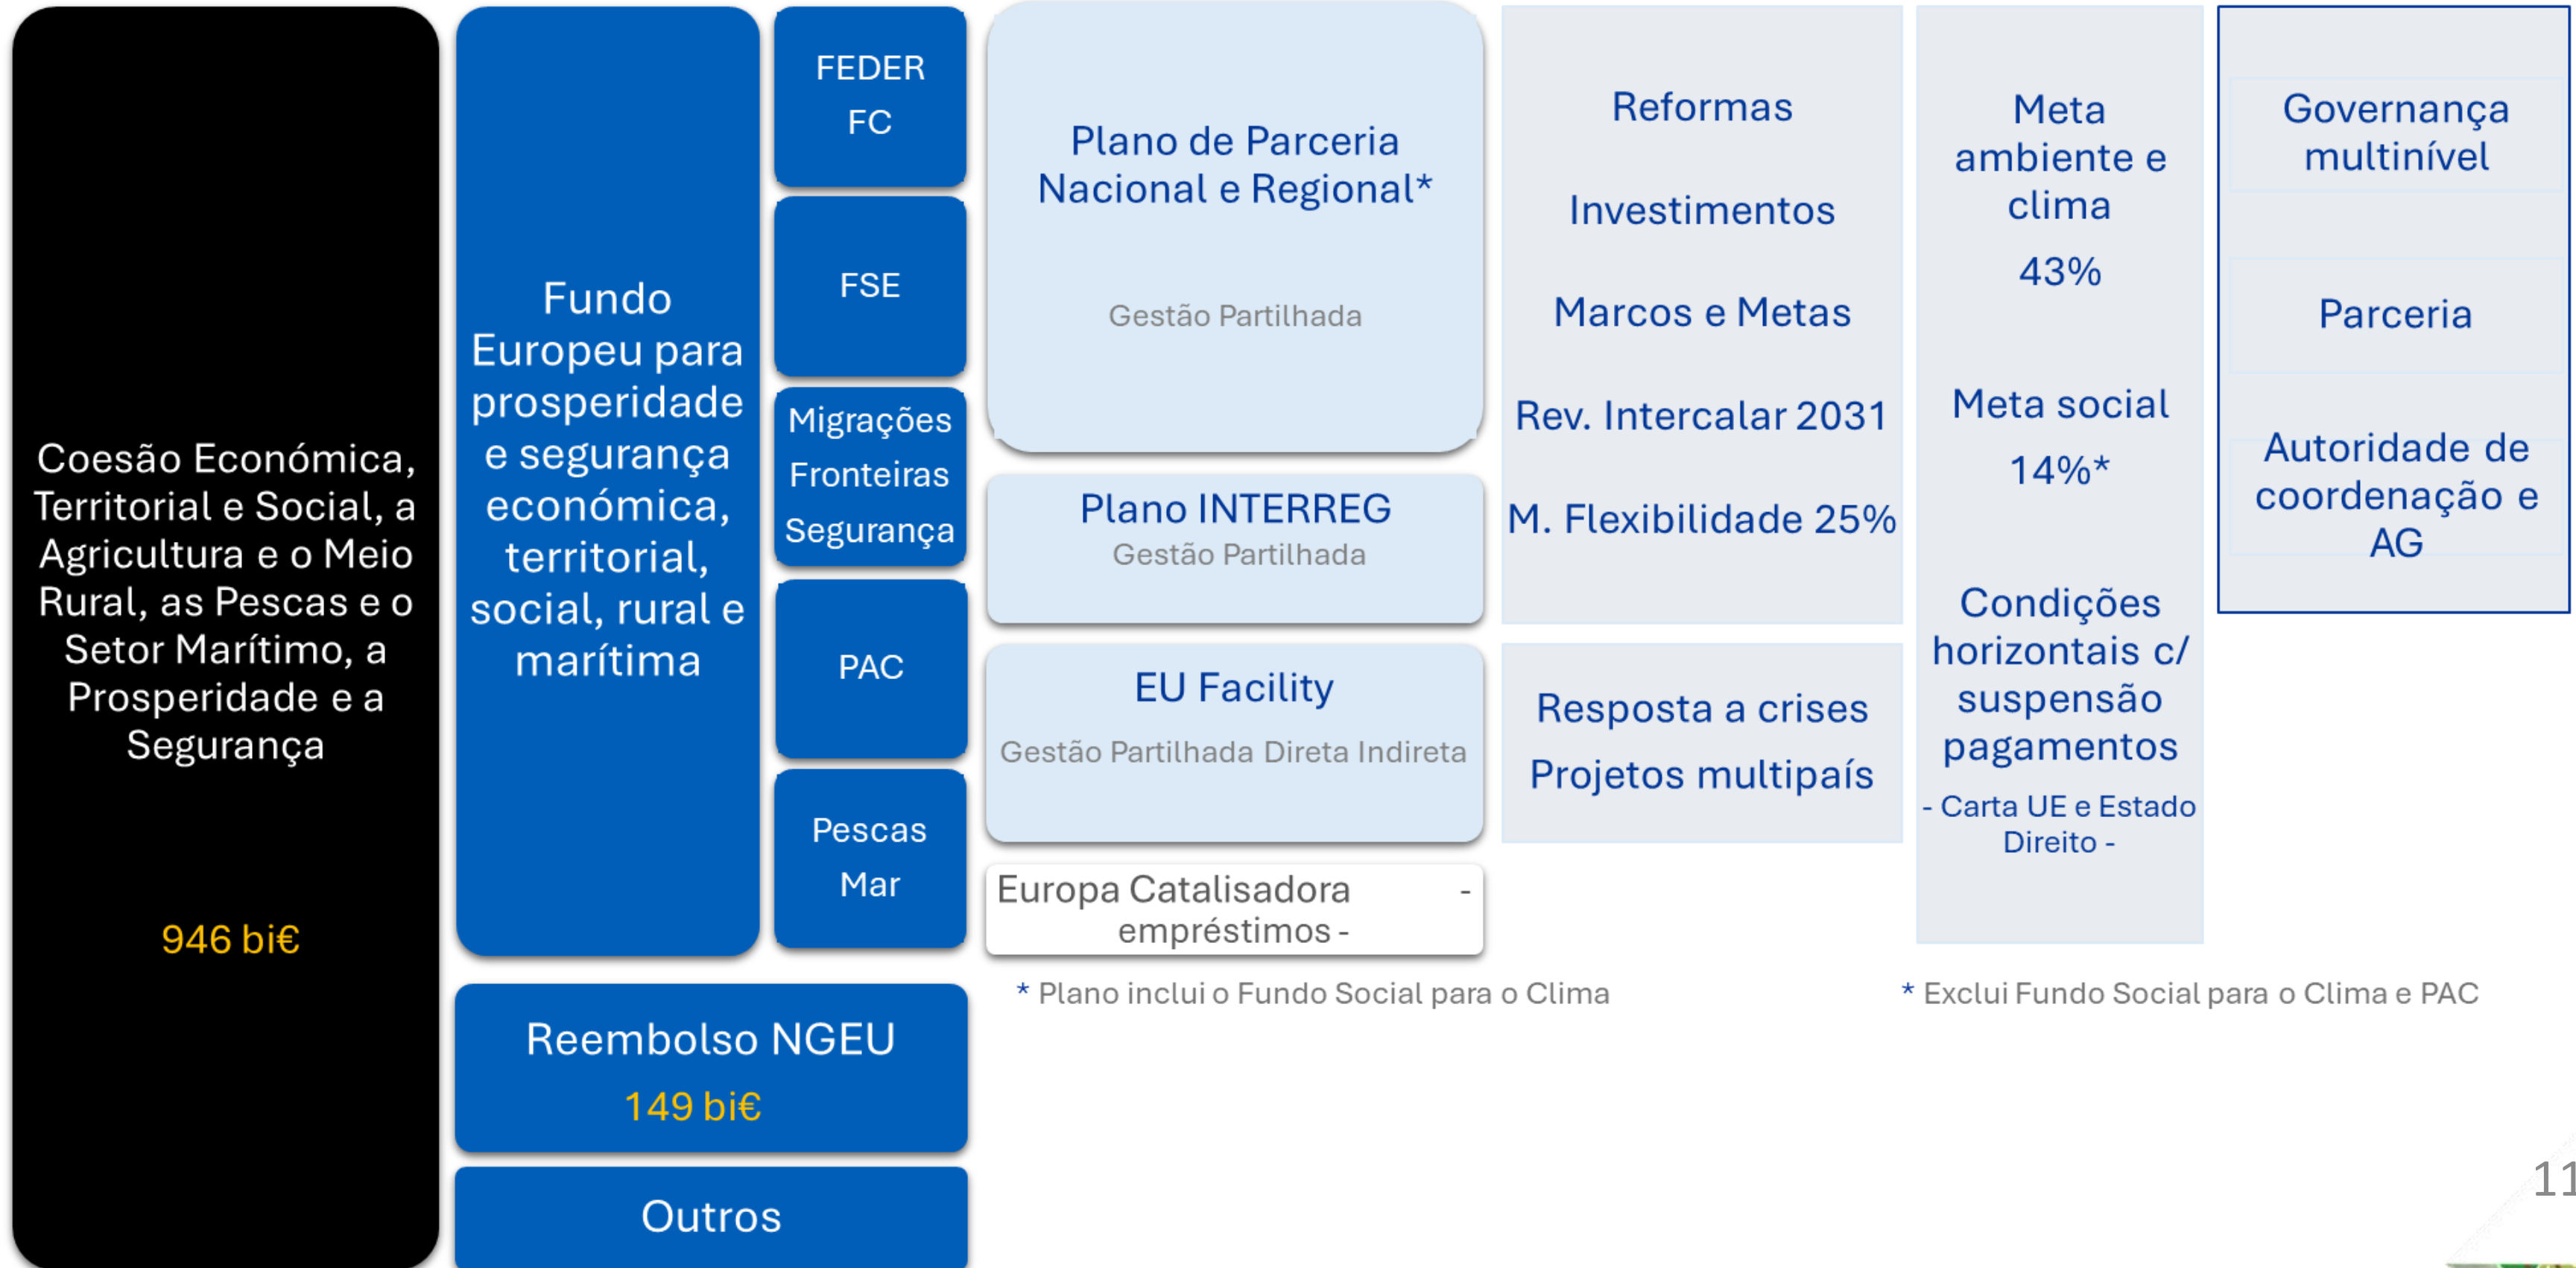 Coesão Económica,
Territorial e Social, a
Agricultura e o Meio
Rural, as Pescas e o
Setor Marítimo, a
Prosperidade e a
Segurança
946 bi€
Fundo
Europeu para
prosperidade
e segurança
económica,
territorial,
social, rural e
marítima
FEDER
FC
FSE
Migrações
Fronteiras
Segurança
PAC
Pescas
Mar
Reembolso NGEU
149 bi€
Outros
Plano de Parceria
Nacional e Regional*
Gestão Partilhada
Plano INTERREG
Gestão Partilhada
EU Facility
Gestão Partilhada Direta Indireta
Europa Catalisadora -
empréstimos -
* Plano inclui o Fundo Social para o Clima
Reformas
Investimentos
Marcos e Metas
Rev. Intercalar 2031
M. Flexibilidade 25%
Resposta a crises
Projetos multipaís
Meta
ambiente e
clima
43%
Meta social
14%*
Condições
horizontais c/
suspensão
pagamentos
- Carta UE e Estado
Direito -
Governança
multinível
Parceria
Autoridade de
coordenação e
AG
* Exclui Fundo Social para o Clima e PAC
11